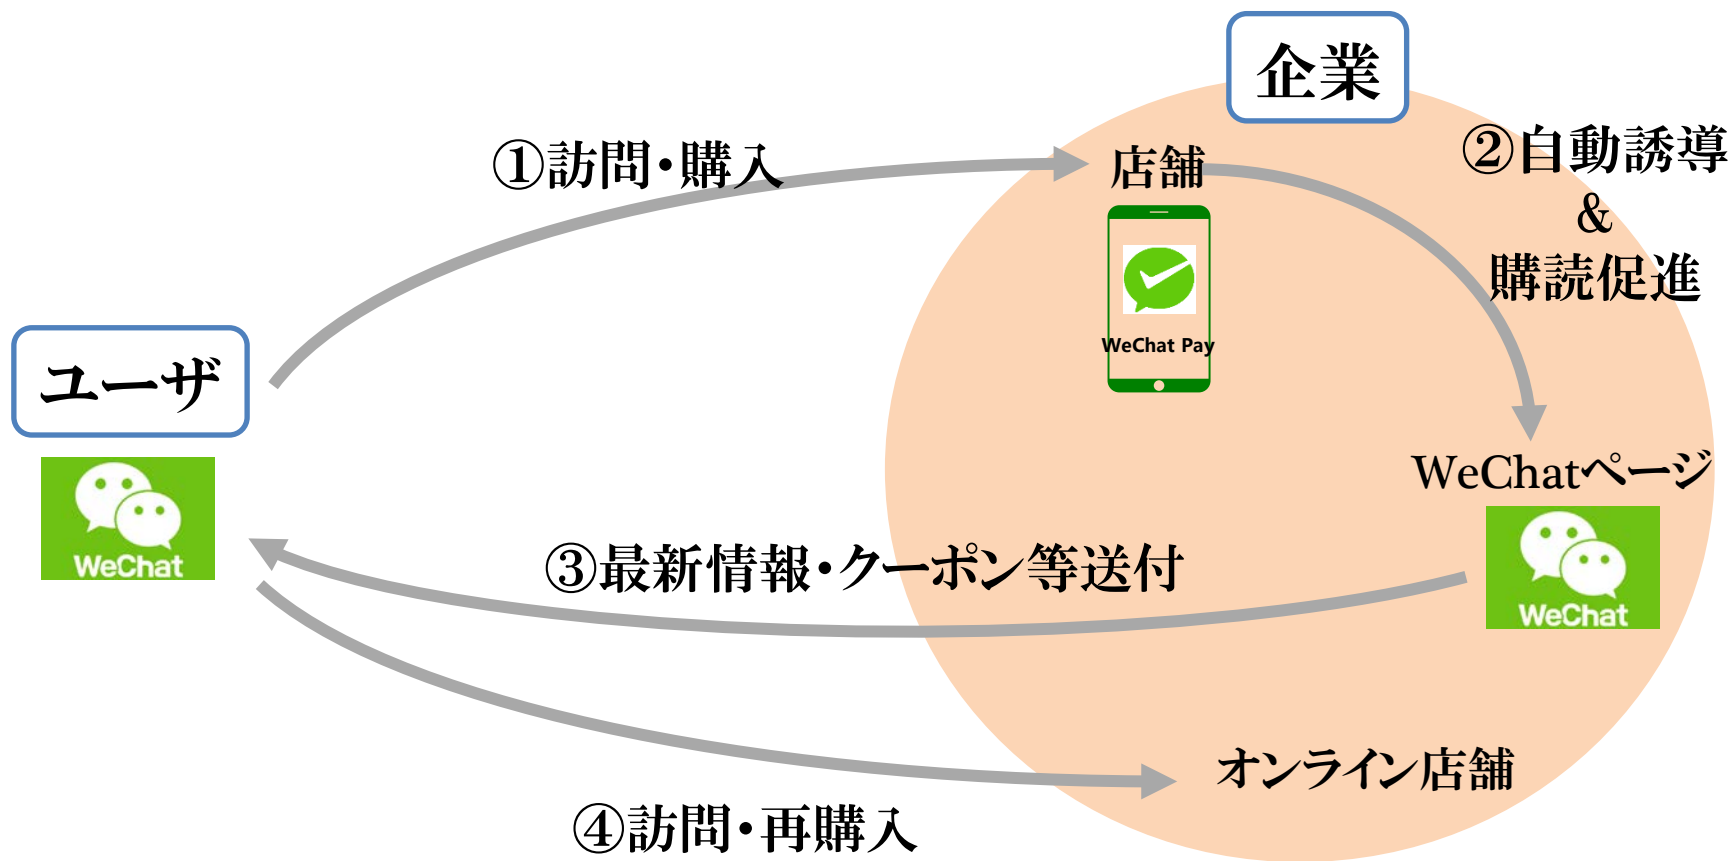 企業
①訪問・購入
店舗
②自動誘導
&
購読促進
WeChat Pay
ユーザ
WeChat
WeChatページ
WeChat
③最新情報・クーポン等送付
オンライン店舗
④訪問・再購入